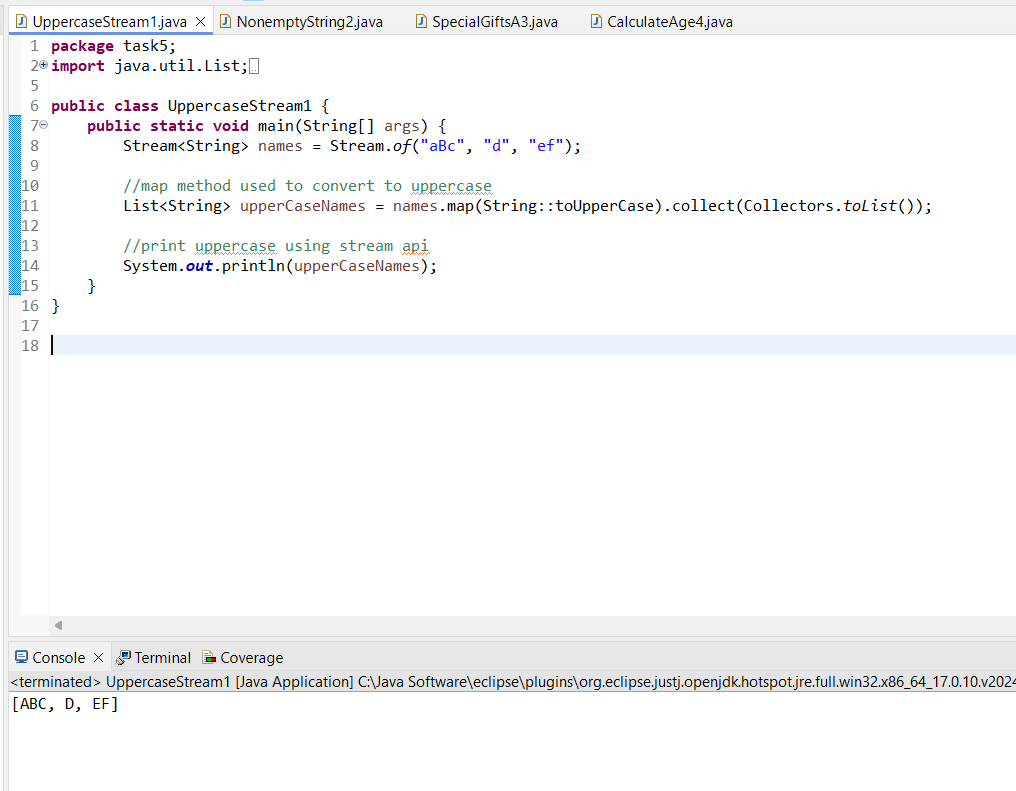 UppercaseStream1.java NonemptyString2.java SpecialGiftsA3.java CalculateAge4.java
1 package task5;
2 import java.util.List;
5
6 public class UppercaseStream1 {
7 public static void main(String[] args) {
8 Stream<String> names = Stream.of("aBc", "d", "ef");
9
10 //map method used to convert to uppercase
11 List<String> upperCaseNames = names.map(String::toUpperCase).collect(Collectors.toList());
12
13 //print uppercase using stream api
14 System.out.println(upperCaseNames);
15 }
16 }
17
18
Console Terminal Coverage
<terminated> UppercaseStream1 [Java Application] C:\Java Software\eclipse\plugins\org.eclipse.justj.openjdk.hotspot.jre.full.win32.x86_64_17.0.10.v2024
[ABC, D, EF]